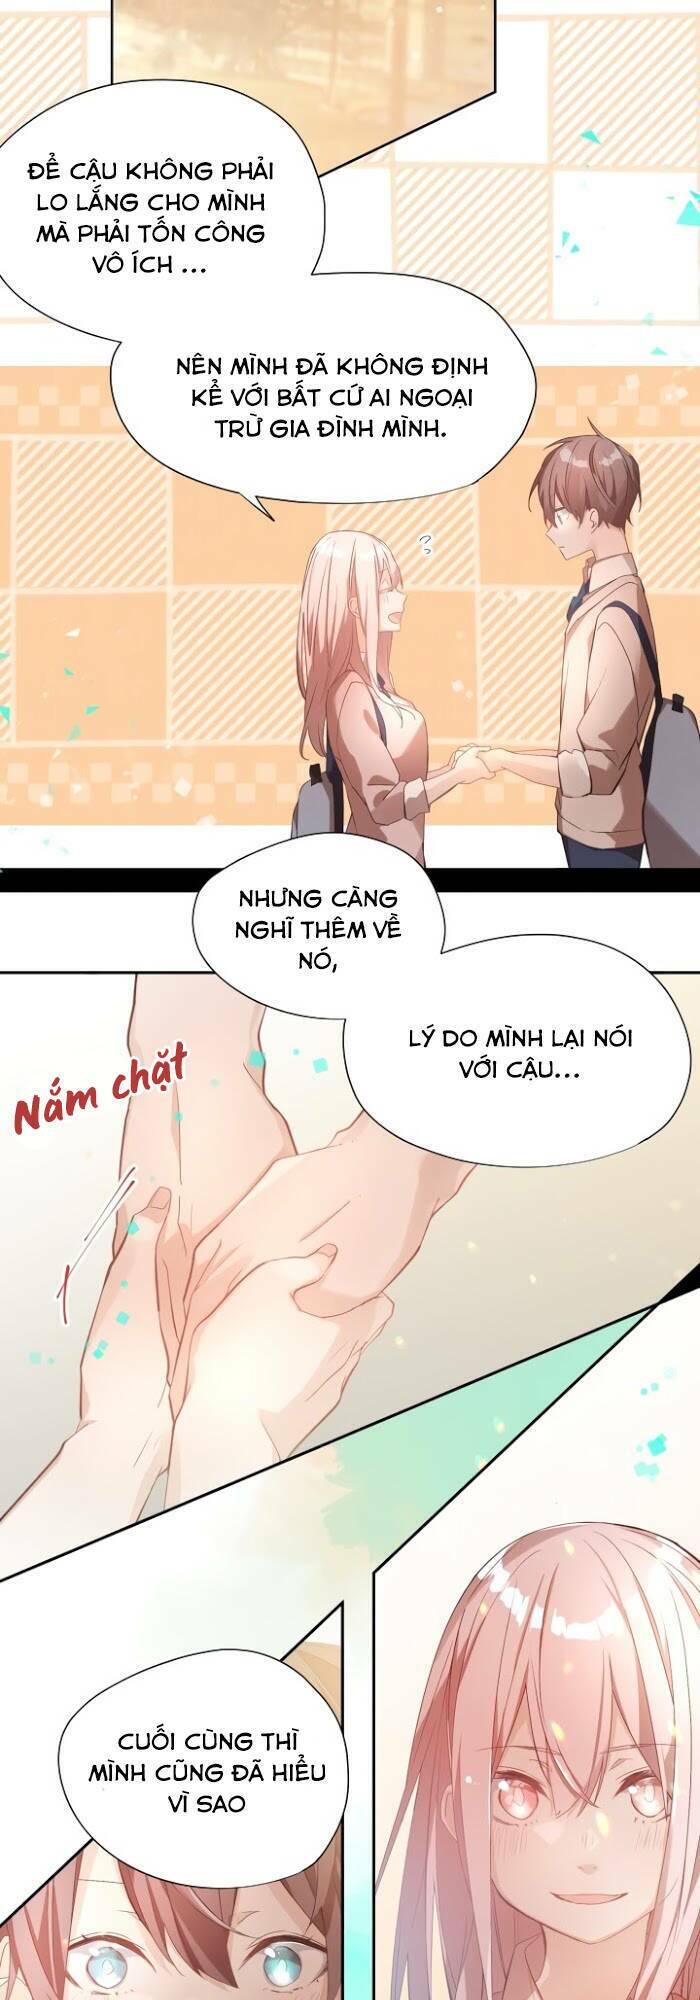 ĐỂ CẬU KHÔNG PHẢI
LO LẮNG CHO MÌNH
MÀ PHẢI TỐN CÔNG
VÔ ÍCH ...
NÊN MÌNH ĐÃ KHÔNG ĐỊNH
KỂ VỚI BẤT CỨ AI NGOẠI
TRỪ GIA ĐÌNH MÌNH.
NHƯNG CÀNG
NGHĨ THÊM VỀ
NÓ,
LÝ DO MÌNH LẠI NÓI
VỚI CẬU...
Nắm chặt
CUỐI CÙNG THÌ
MÌNH CŨNG ĐÃ HIỂU
VÌ SAO